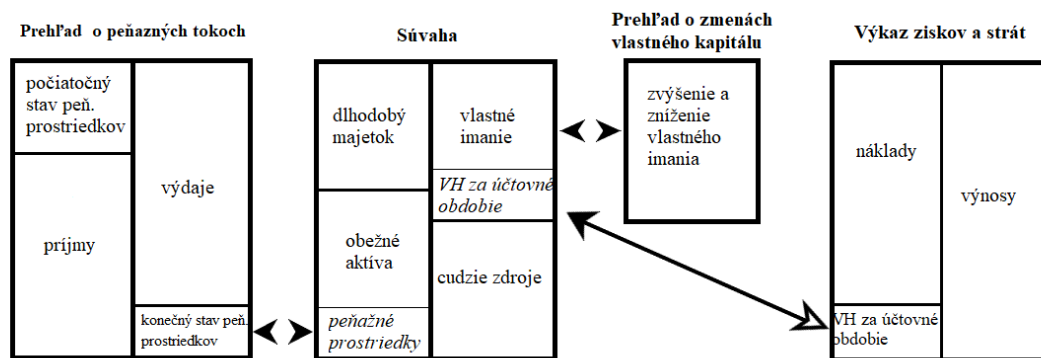 Prehľad o peňazných tokoch
počiatočný
stav peň.
prostriedkov
príjmy
výdaje
konečný stav peň.
prostriedkov
Súvaha
dlhodobý
majetok
obežné
aktíva
peňažné
prostriedky
vlastné
imanie
VH za účtovné
obdobie
cudzie zdroje
Prehľad o zmenách
vlastného kapitálu
zvýšenie a
zníženie
vlastného
imania
Výkaz ziskov a strát
náklady
VH za účtovné
obdobie
výnosy